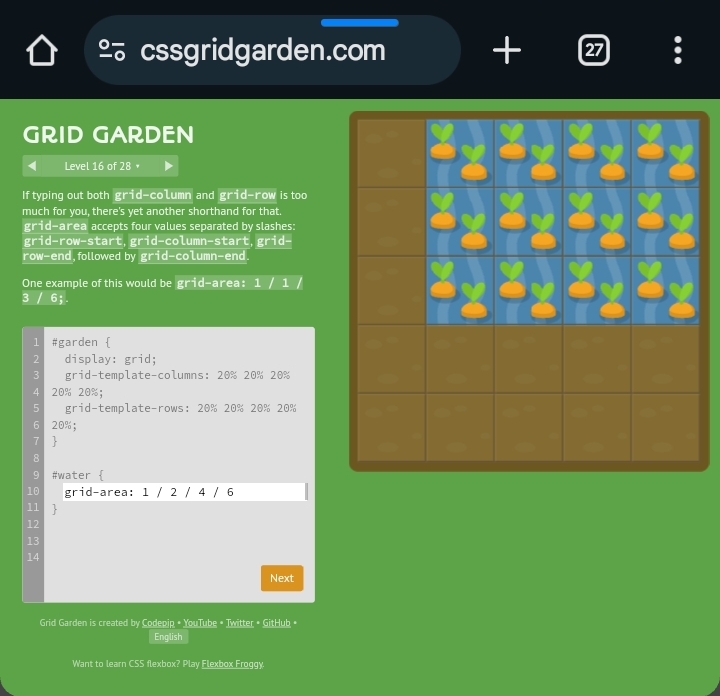 cssgridgarden.com
27
GRID GARDEN
Level 16 of 28
If typing out both grid-column and grid-row is too
much for you, there's yet another shorthand for that.
grid-area accepts four values separated by slashes:
grid-row-start, grid-column-start, grid-
row-end, followed by grid-column-end.
One example of this would be grid-area: 1 / 1 /
3 / 6;.
1 #garden {
2 display: grid;
3 grid-template-columns: 20% 20% 20%
4 20% 20%;
5 grid-template-rows: 20% 20% 20% 20%
6 20%;
7 }
8
9 #water {
10 grid-area: 1 / 2 / 4 / 6
11 }
12
13
14
Next
Grid Garden is created by Codepip • YouTube • Twitter • GitHub •
English
Want to learn CSS flexbox? Play Flexbox Froggy.